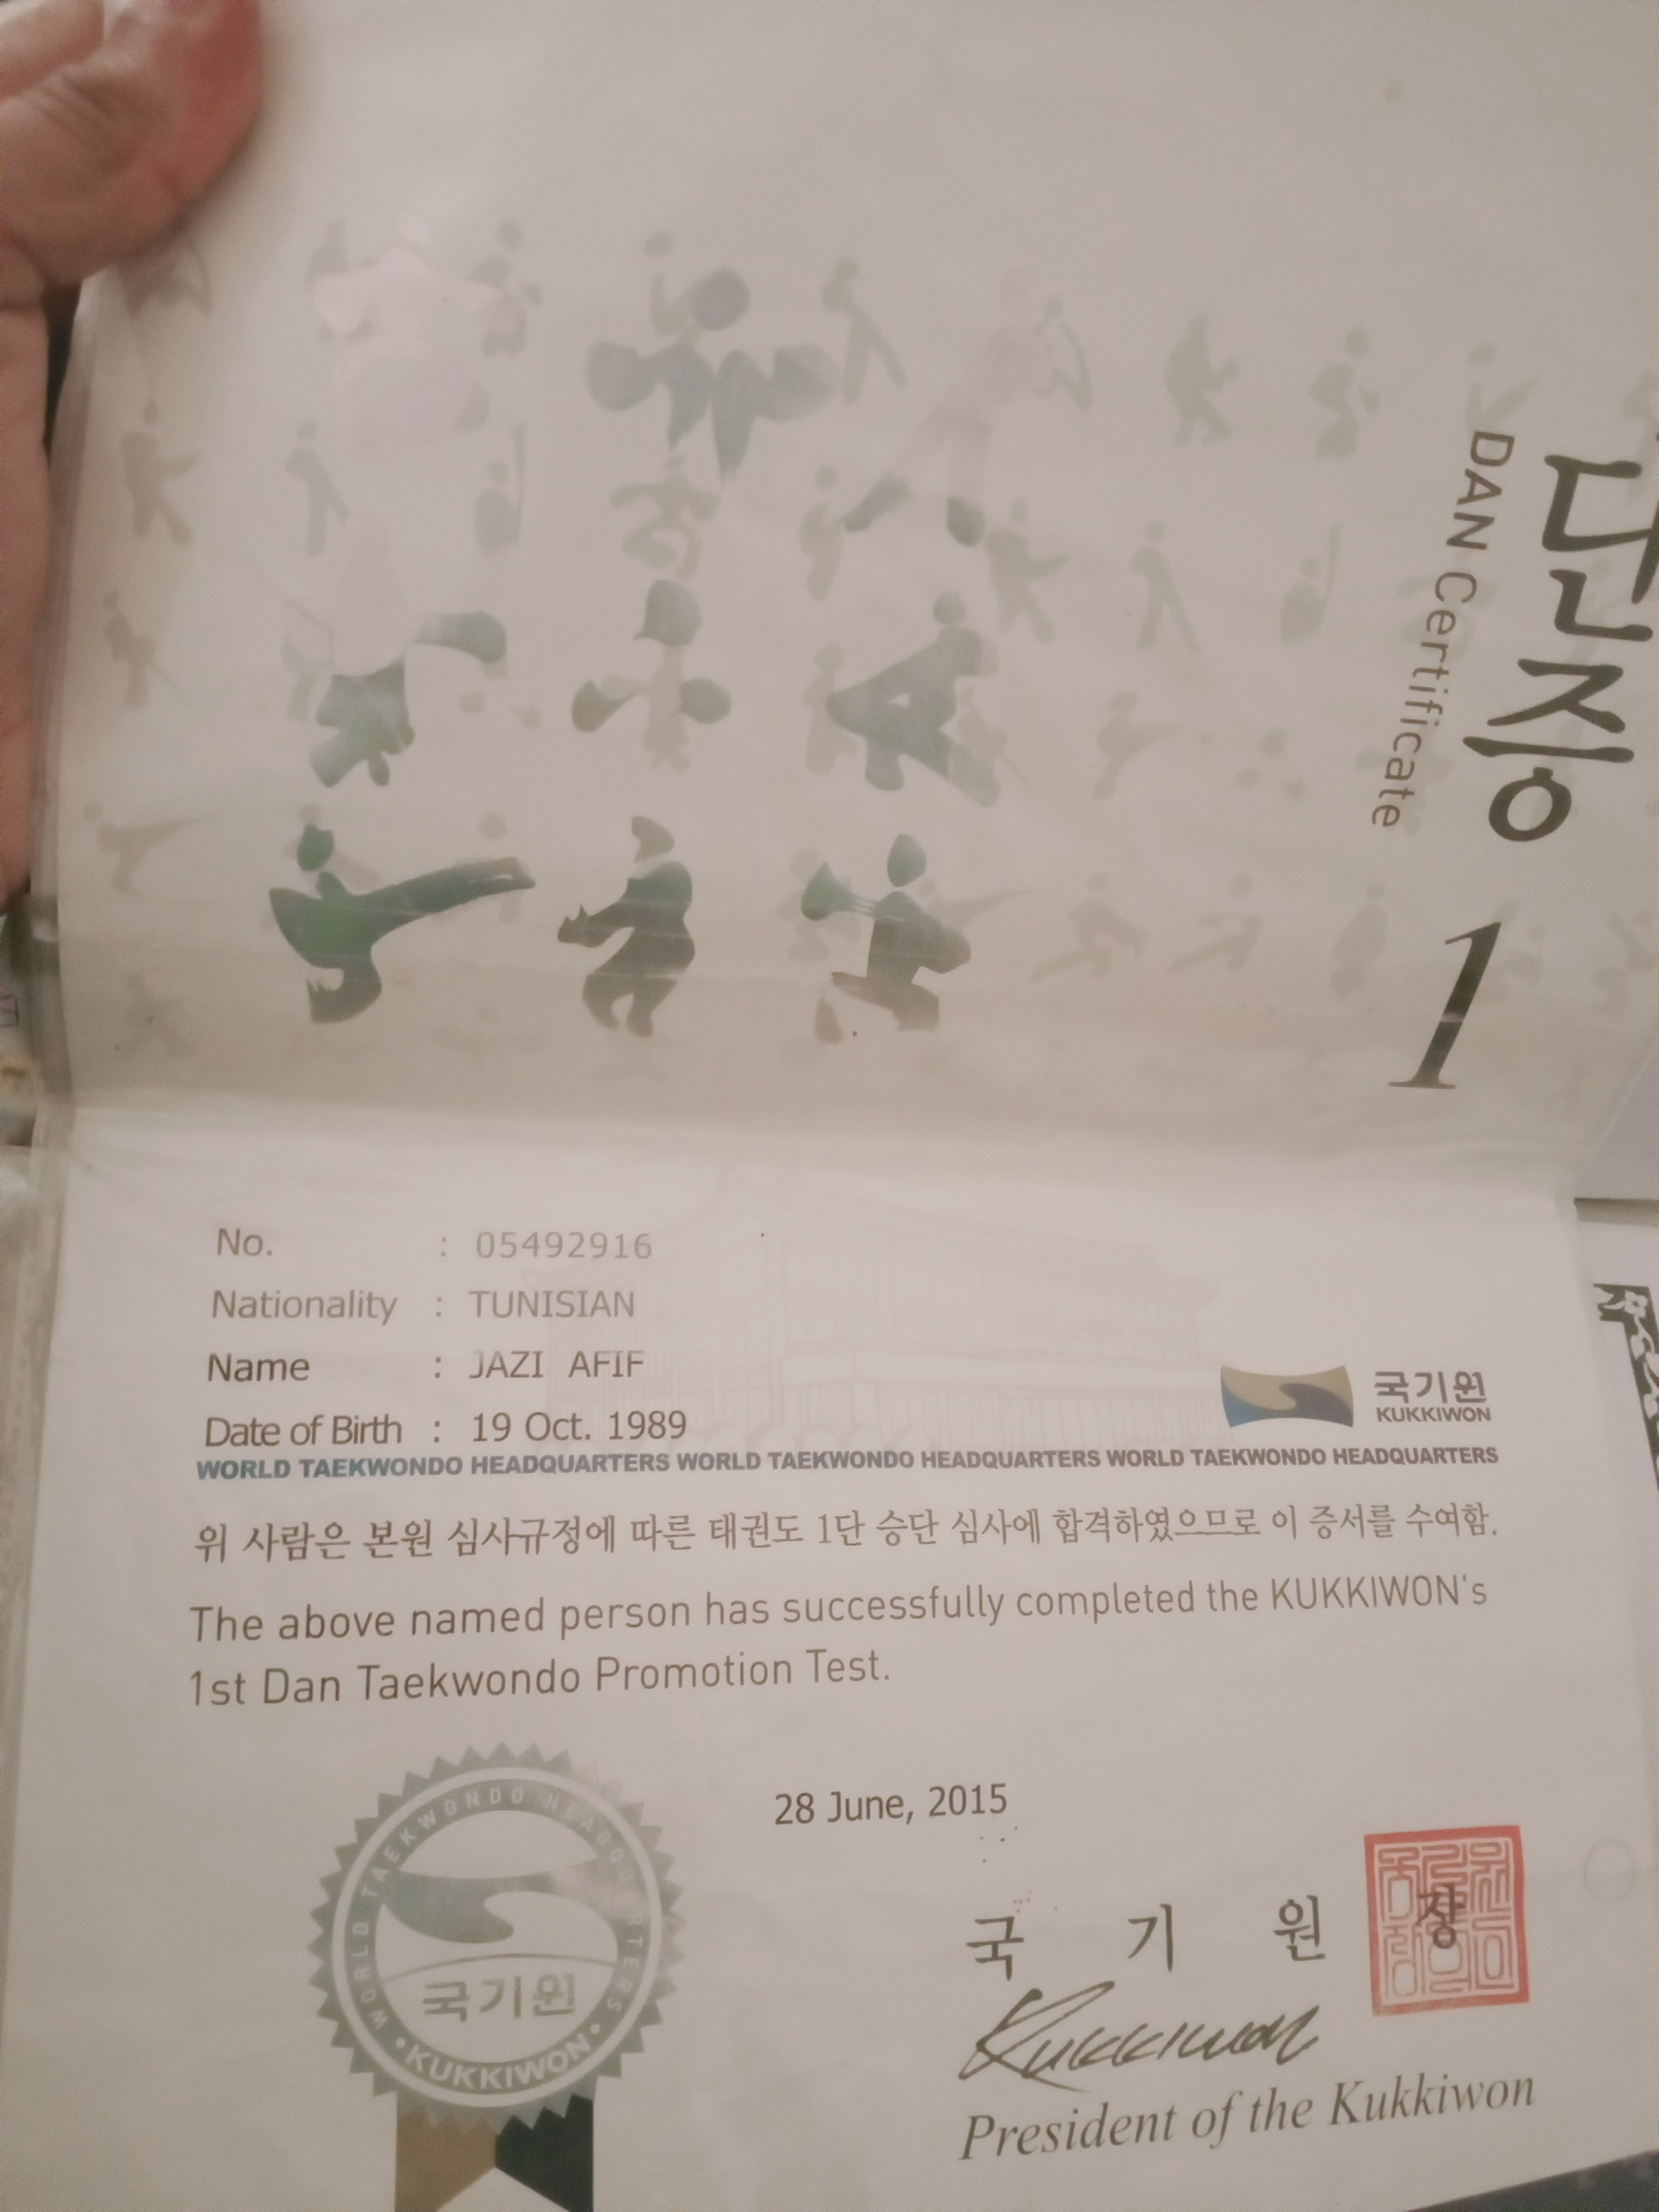 단증
DAN Certificate
1
No. : 05492916
Nationality : TUNISIAN
Name : JAZI AFIF
Date of Birth : 19 Oct. 1989
국기원
KUKKIWON
WORLD TAEKWONDO HEADQUARTERS WORLD TAEKWONDO HEADQUARTERS WORLD TAEKWONDO HEADQUARTERS
위 사람은 본원 심사규정에 따른 태권도 1단 승단 심사에 합격하였으므로 이 증서를 수여함.
The above named person has successfully completed the KUKKIWON's
1st Dan Taekwondo Promotion Test.
28 June, 2015
WORLD TAEKWONDO HEADQUARTERS
국기원
• KUKKIWON •
국 기 원 장
Kukkiwon
President of the Kukkiwon